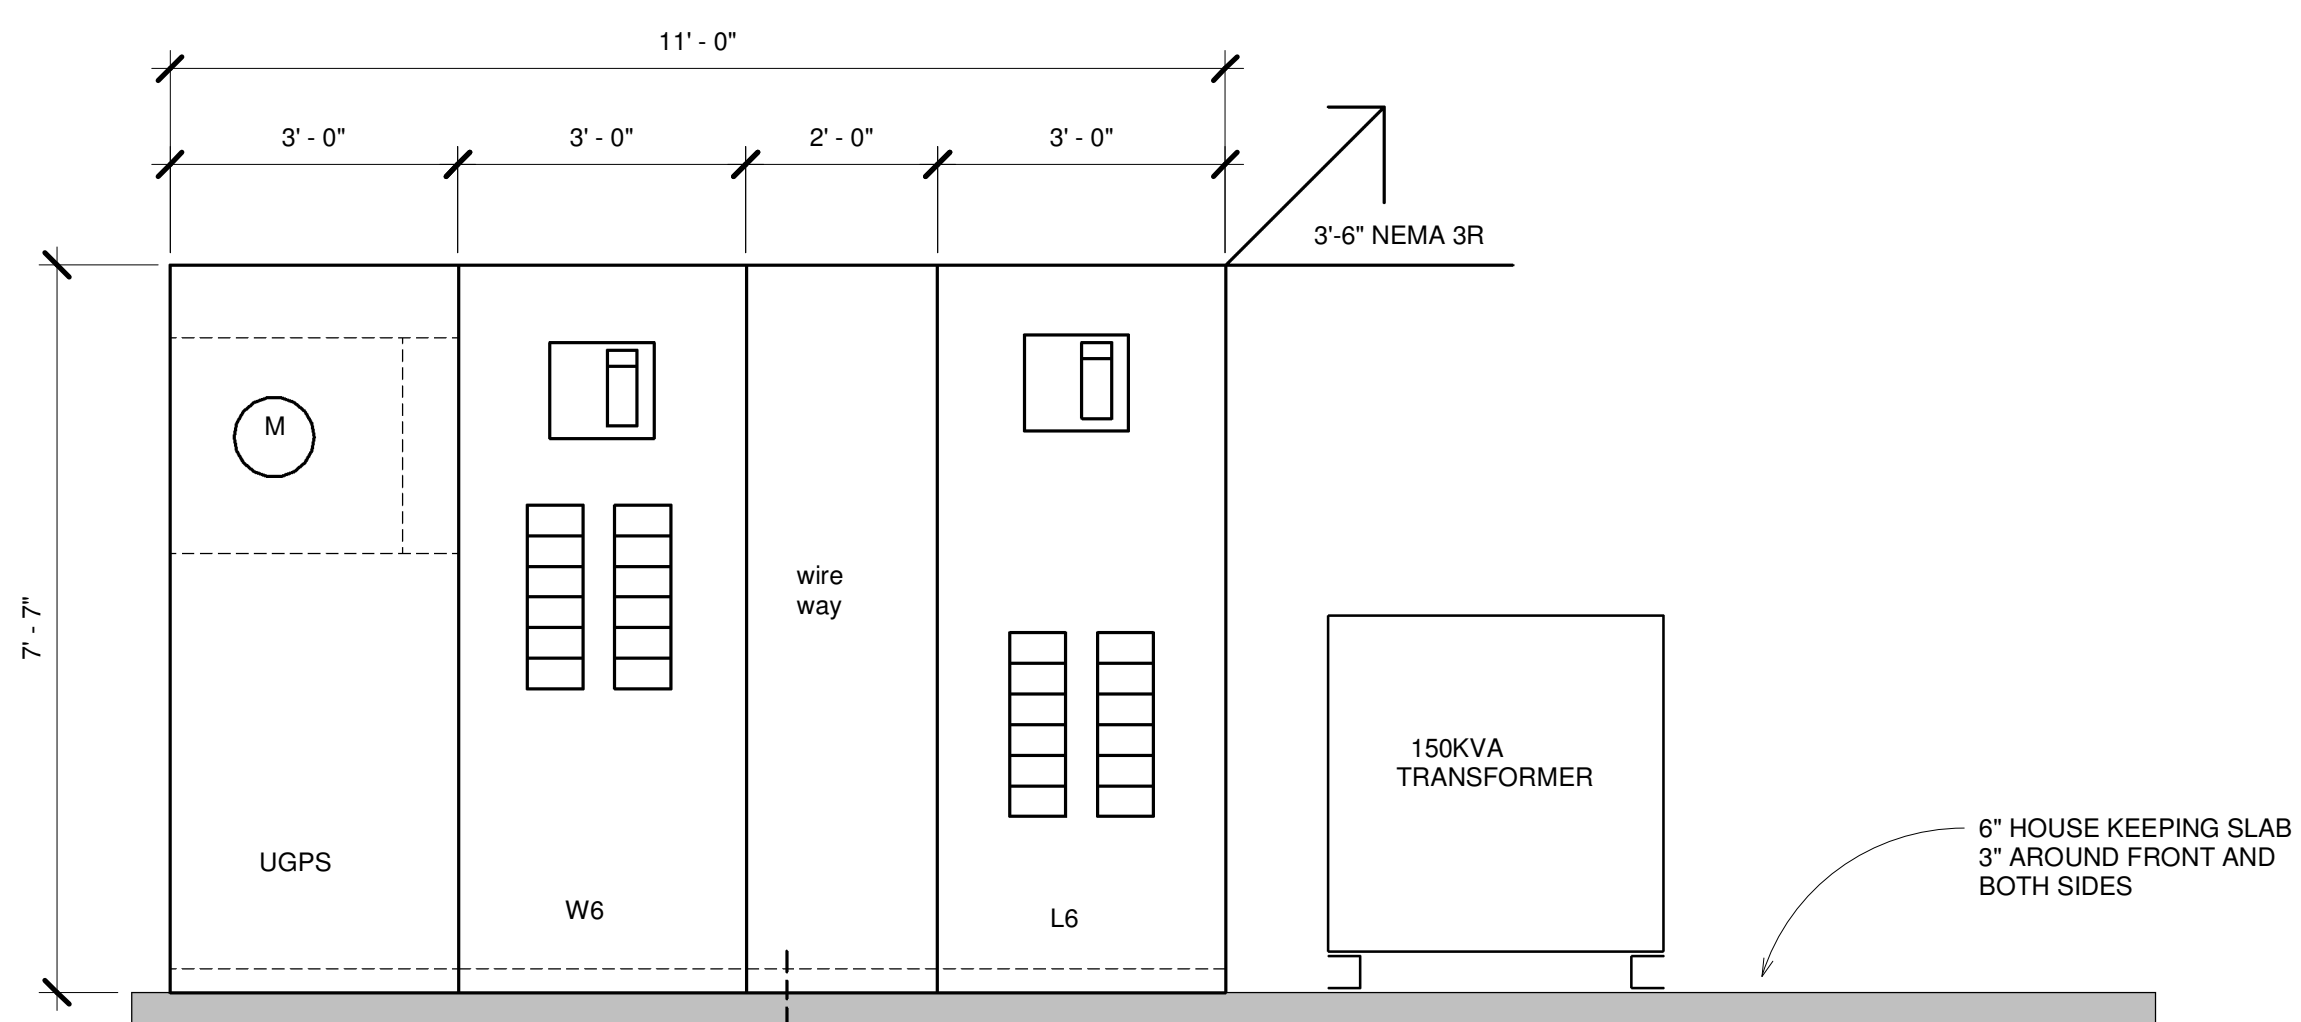 11' - 0"
3' - 0"
3' - 0"
2' - 0"
3' - 0"
3'-6" NEMA 3R
7' - 7"
M
wire
way
150KVA
TRANSFORMER
6" HOUSE KEEPING SLAB
3" AROUND FRONT AND
BOTH SIDES
UGPS
W6
L6